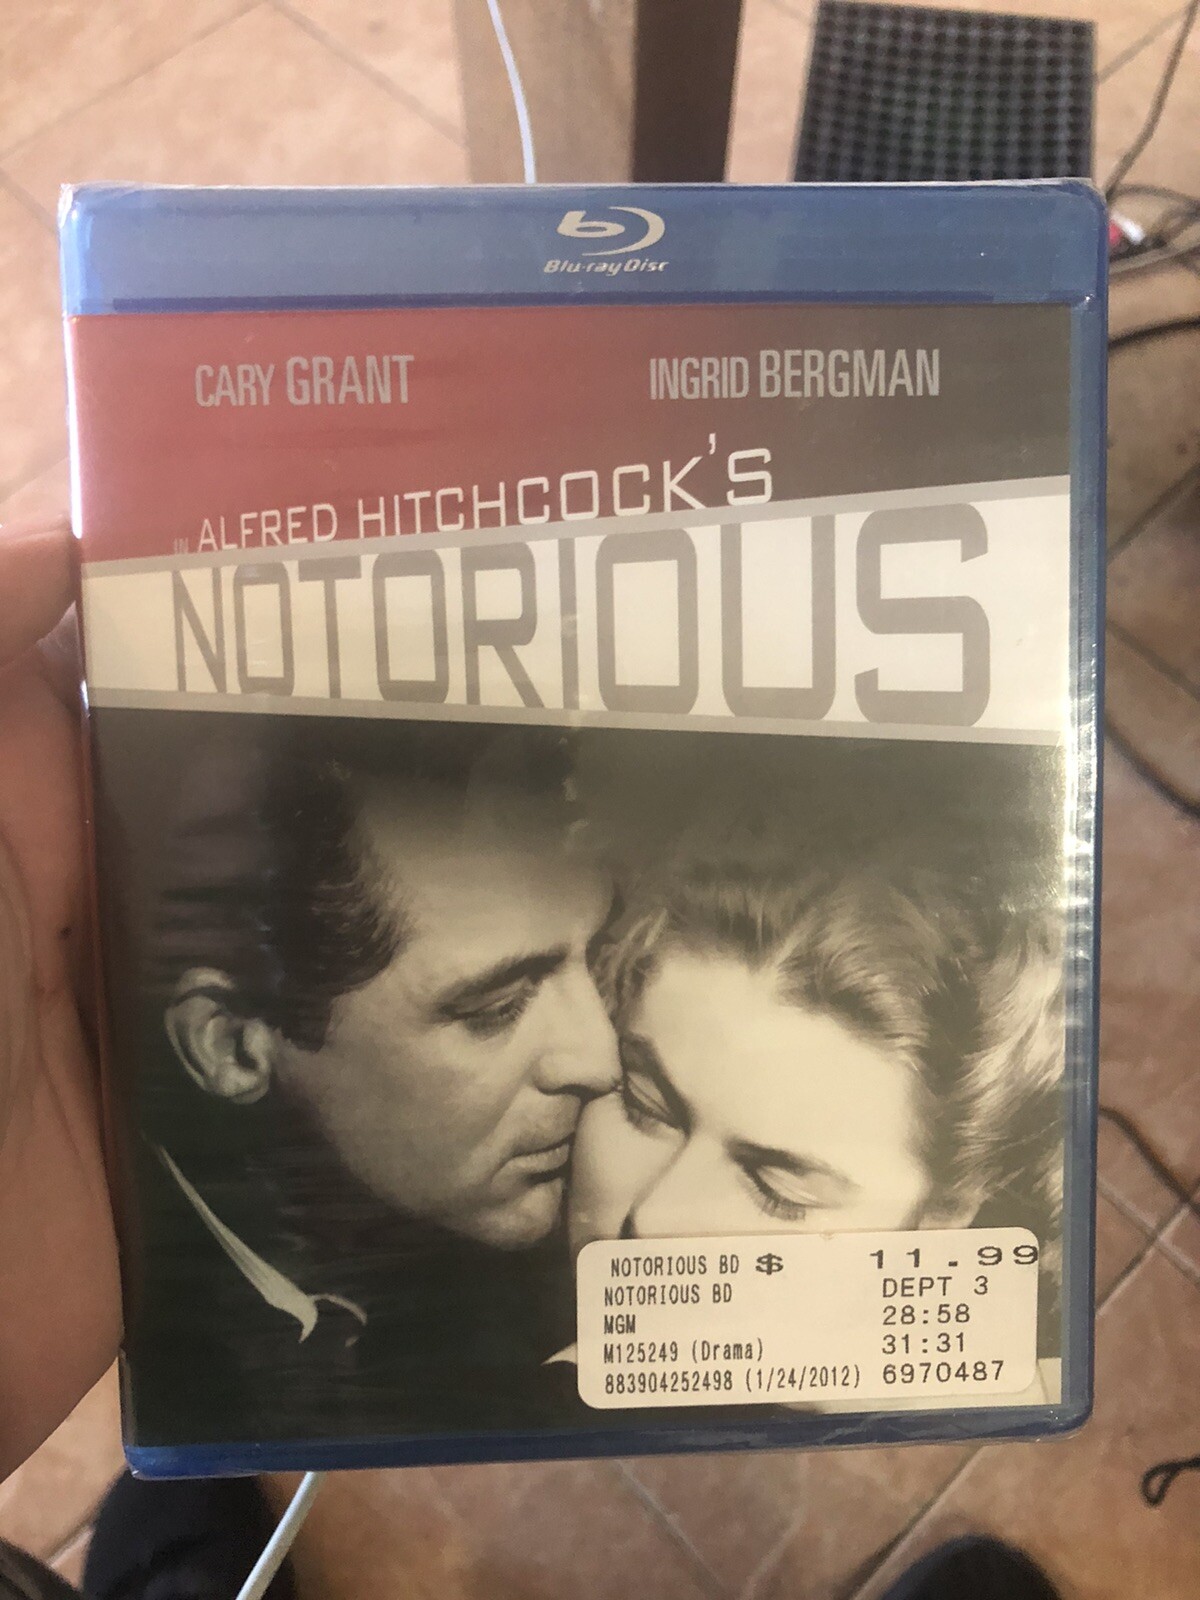 Blu-ray Disc
CARY GRANT INGRID BERGMAN
IN ALFRED HITCHCOCK'S
NOTORIOUS
NOTORIOUS BD $ 11.99
NOTORIOUS BD DEPT 3
MGM 28:58
M125249 (Drama) 31:31
883904252498 (1/24/2012) 6970487